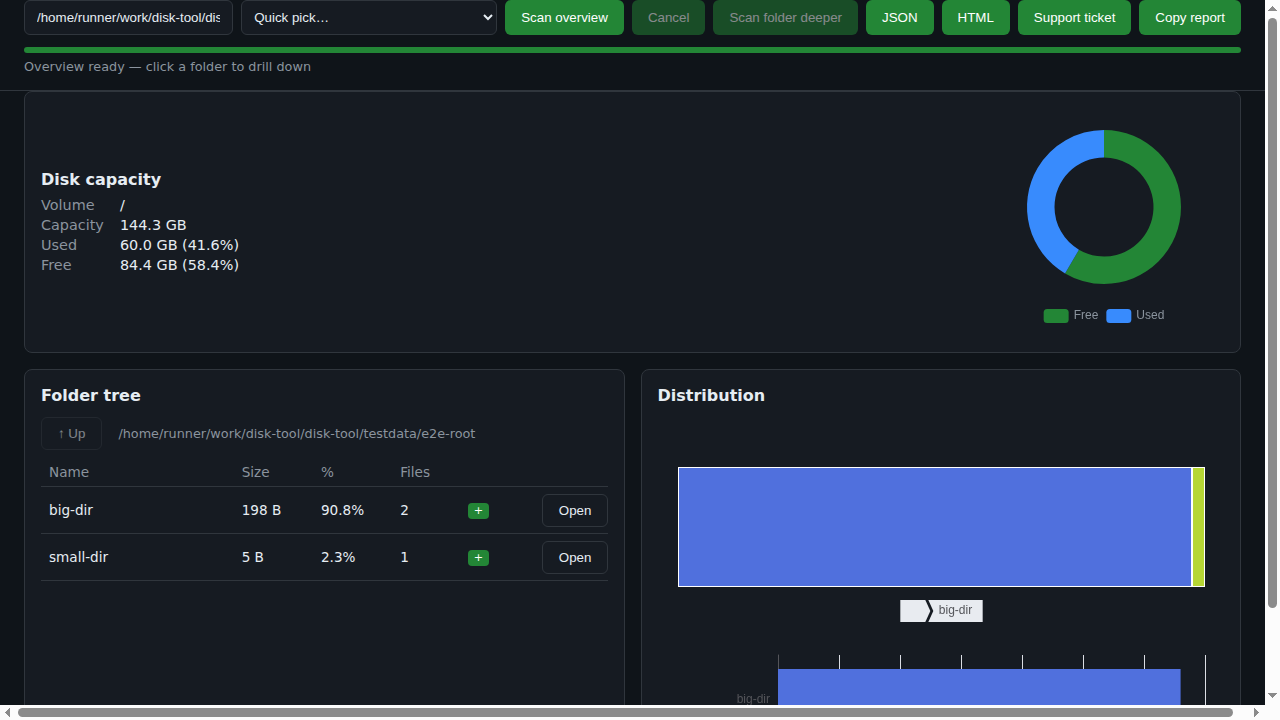 /home/runner/work/disk-tool/dis Quick pick… Scan overview Cancel Scan folder deeper JSON HTML Support ticket Copy report
Overview ready — click a folder to drill down
Disk capacity
Volume /
Capacity 144.3 GB
Used 60.0 GB (41.6%)
Free 84.4 GB (58.4%)
Free Used
Folder tree
↑ Up /home/runner/work/disk-tool/disk-tool/testdata/e2e-root
Name Size % Files
big-dir 198 B 90.8% 2 + Open
small-dir 5 B 2.3% 1 + Open
Distribution
big-dir
big-dir